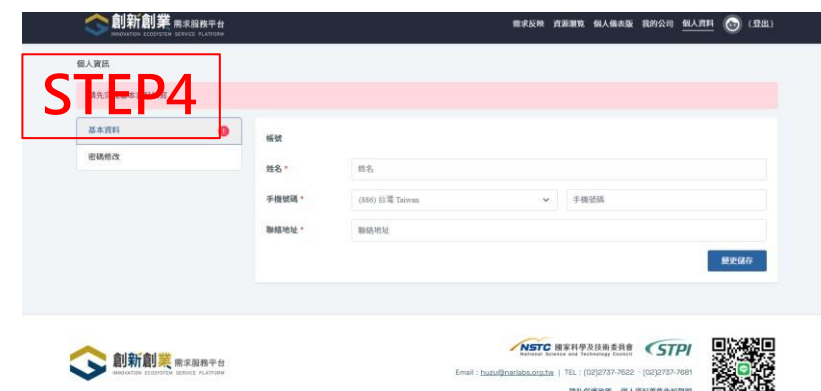 創新創業 需求服務平台
INNOVATION ECOSYSTEM SERVICE PLATFORM
需求反映 資源瀏覽 個人儀表版 我的公司 個人資料 (登出)
個人資訊
STEP4
基本資料
密碼修改
帳號
姓名 *
姓名
手機號碼 *
(886) 台灣 Taiwan
手機號碼
聯絡地址 *
聯絡地址
變更儲存
創新創業 需求服務平台
INNOVATION ECOSYSTEM SERVICE PLATFORM
NSTC 國家科學及技術委員會
National Science and Technology Council
STPI
Email : huzu@narlabs.org.tw | TEL : (02)2737-7622 、(02)2737-7681